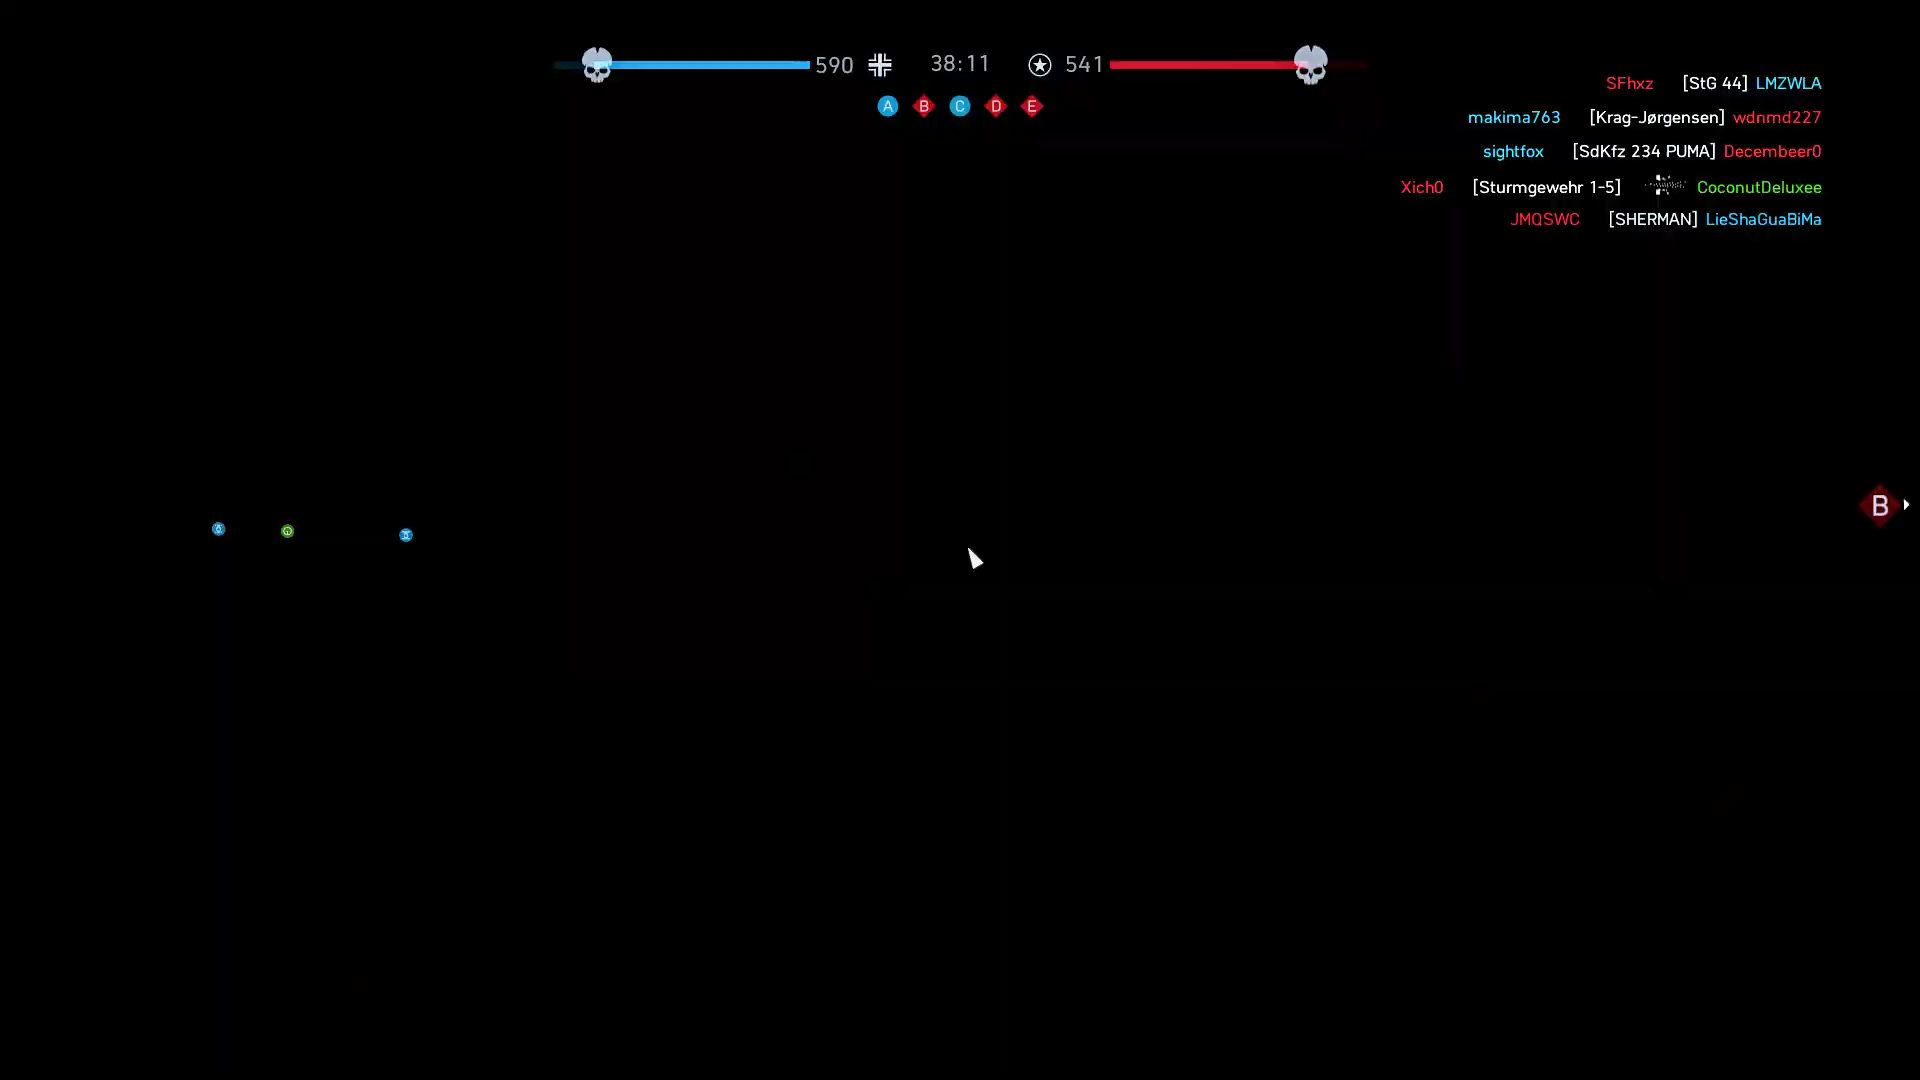 590 38:11 541
A B C D E
SFhxz [StG 44] LMZWLA
makima763 [Krag-Jørgensen] wdnmd227
sightfox [SdKfz 234 PUMA] Decembeer0
Xich0 [Sturmgewehr 1-5] CoconutDeluxee
JMQSWC [SHERMAN] LieShaGuaBiMa
B